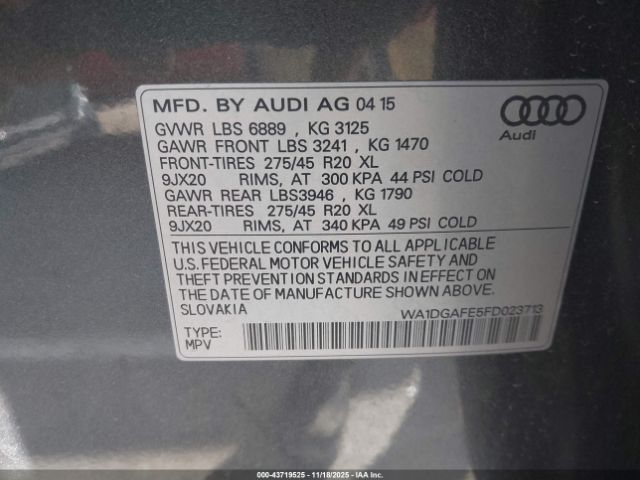 MFD. BY AUDI AG 04 15
GVWR LBS 6889 , KG 3125
GAWR FRONT LBS 3241 , KG 1470
FRONT-TIRES 275/45 R20 XL
9JX20 RIMS, AT 300 KPA 44 PSI COLD
GAWR REAR LBS3946 , KG 1790
REAR-TIRES 275/45 R20 XL
9JX20 RIMS, AT 340 KPA 49 PSI COLD
Audi
THIS VEHICLE CONFORMS TO ALL APPLICABLE
U.S. FEDERAL MOTOR VEHICLE SAFETY AND
THEFT PREVENTION STANDARDS IN EFFECT ON
THE DATE OF MANUFACTURE SHOWN ABOVE.
SLOVAKIA
WA1DGAFE5FD023713
TYPE:
MPV
000-43719525 - 11/18/2025 - IAA Inc.